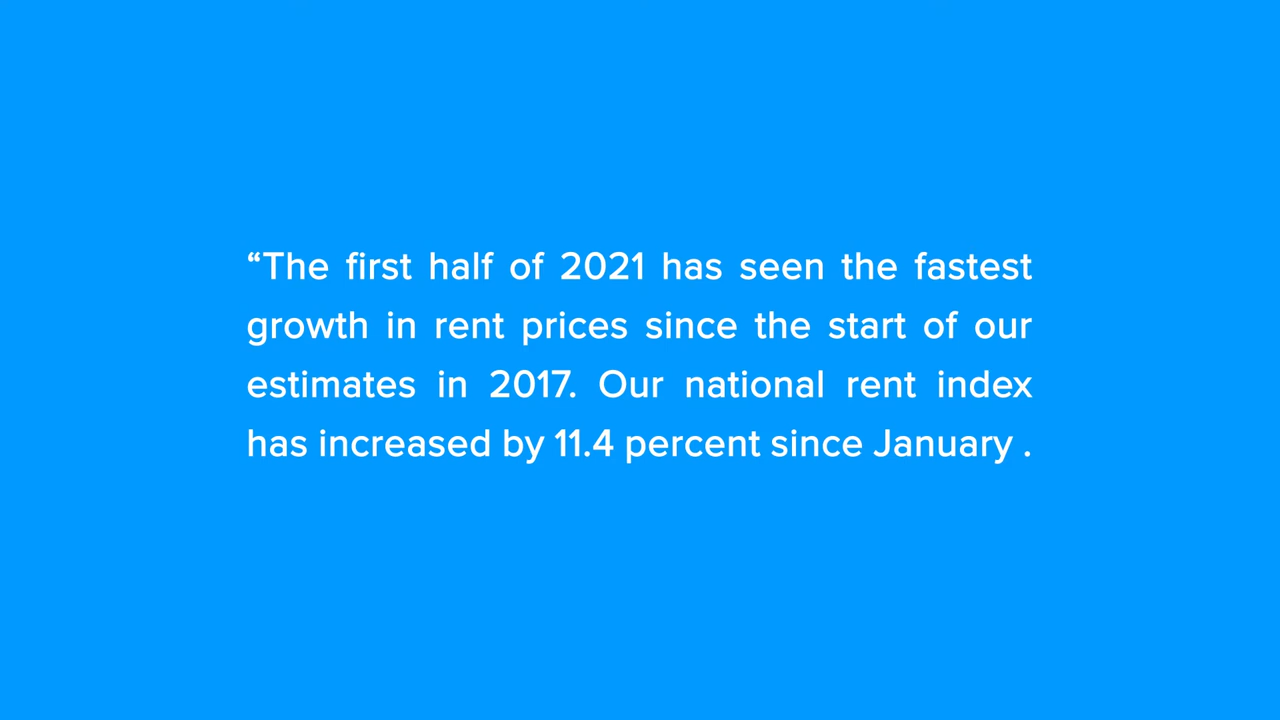 “The first half of 2021 has seen the fastest
growth in rent prices since the start of our
estimates in 2017. Our national rent index
has increased by 11.4 percent since January .